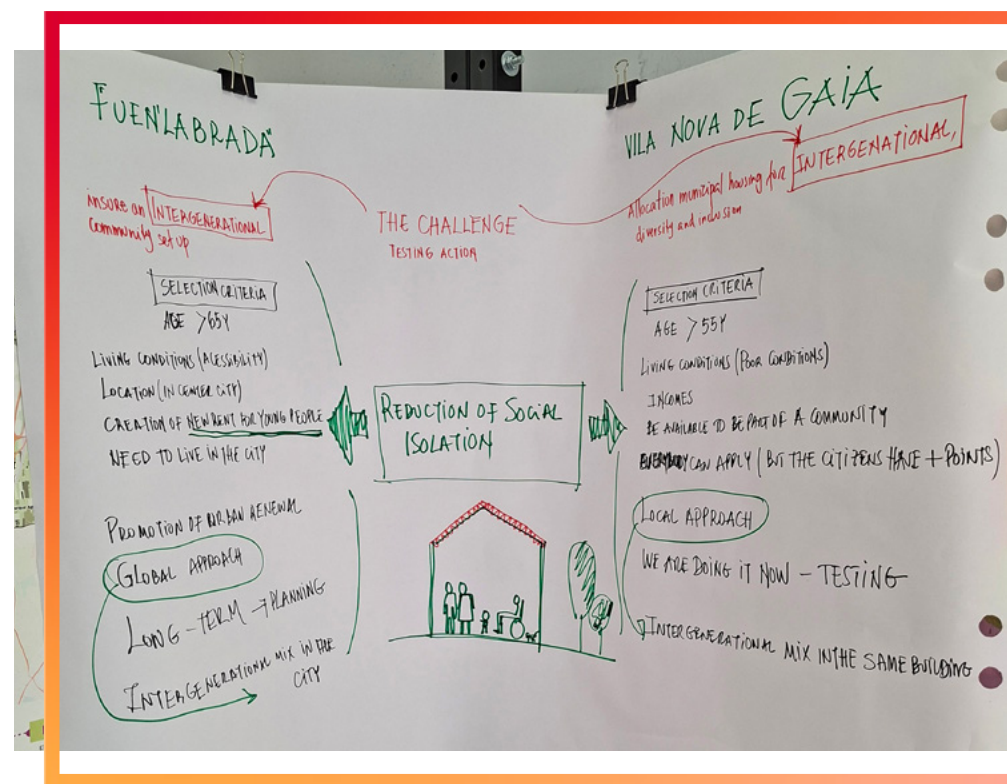 FUENLABRADA
insure an INTERGENERATIONAL
community set up
SELECTION CRITERIA
AGE >65Y
LIVING CONDITIONS (ACESSIBILITY)
LOCATION (IN CENTER CITY)
CREATION OF NEW RENT FOR YOUNG PEOPLE
NEED TO LIVE IN THE CITY
PROMOTION OF URBAN RENEWAL
GLOBAL APPROACH
LONG-TERM → PLANNING
INTERGENERATIONAL MIX IN THE
CITY
THE CHALLENGE
TESTING ACTION
REDUCTION OF SOCIAL
ISOLATION
VILA NOVA DE GAIA
Allocation municipal housing for INTERGENATIONAL,
diversity and inclusion
SELECTION CRITERIA
AGE >55Y
LIVING CONDITIONS (POOR CONDITIONS)
INCOMES
BE AVAILABLE TO BE PART OF A COMMUNITY
EVERYBODY CAN APPLY (BUT THE CITIZENS HAVE + POINTS)
LOCAL APPROACH
WE ARE DOING IT NOW - TESTING
INTERGENERATIONAL MIX IN THE SAME BUILDING